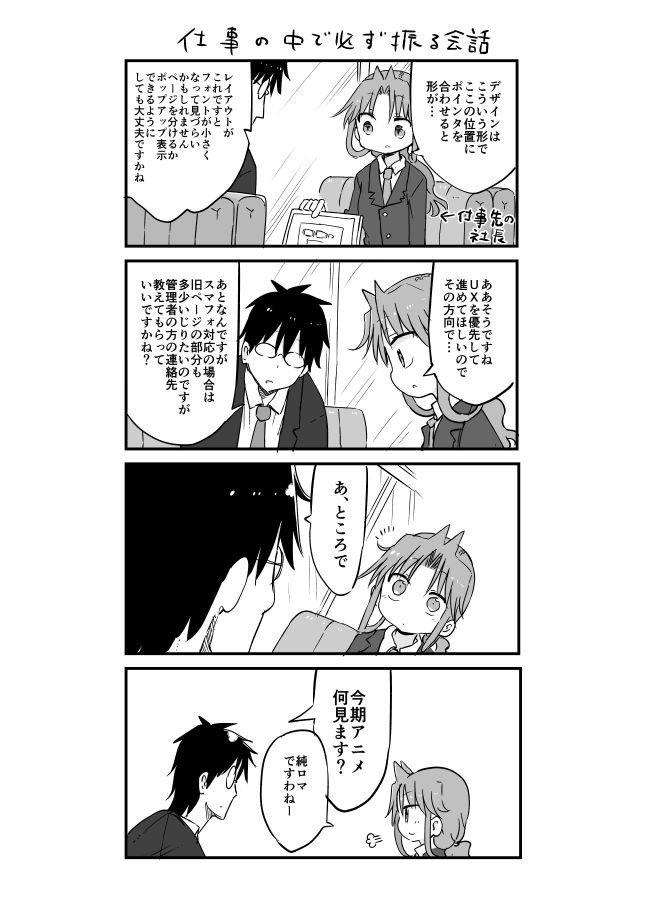 仕事の中で必ず振る会話
デザインは
こういう形で
ここの位置に
ポインタを
合わせると
形が…
レイアウトが
これですと
フォントが小さく
なって見づらい
かもしれません
ページを分けるか
ポップアップ表示
できるように
しても大丈夫ですかね
←仕事先の
社長
ああそうですね
UXを優先して
進めてほしいので
その方向で…
あとなんですが
スマフォ対応の場合は
旧ページの部分も
多少いじりたいのですが
管理者の方の連絡先
教えてもらって
いいですかね？
あ、ところで
今期アニメ
何見ます？
純ロマ
ですわねー